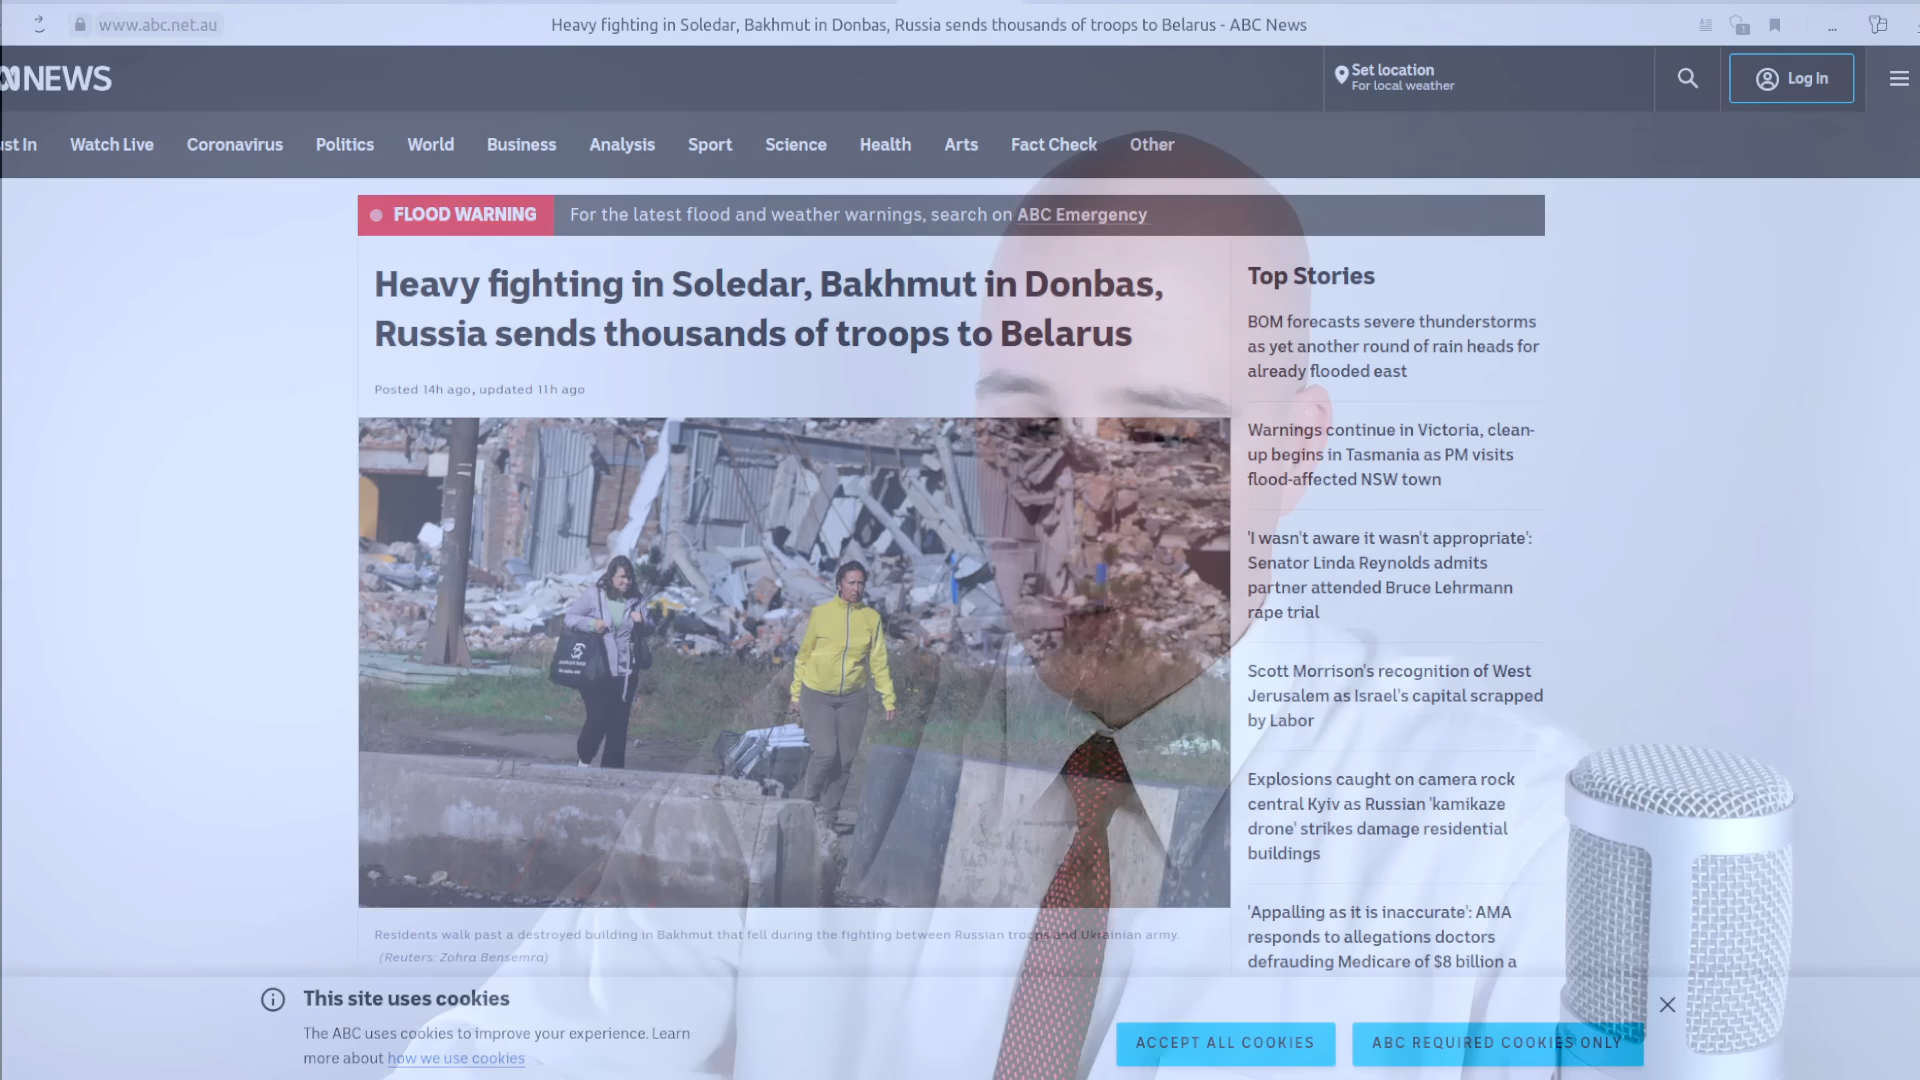 www.abc.net.au
Heavy fighting in Soledar, Bakhmut in Donbas, Russia sends thousands of troops to Belarus - ABC News
NEWS
Set location
For local weather
Log In
ust In
Watch Live
Coronavirus
Politics
World
Business
Analysis
Sport
Science
Health
Arts
Fact Check
Other
FLOOD WARNING
For the latest flood and weather warnings, search on ABC Emergency
Heavy fighting in Soledar, Bakhmut in Donbas,
Russia sends thousands of troops to Belarus
Posted 14h ago, updated 11h ago
Residents walk past a destroyed building in Bakhmut that fell during the fighting between Russian troops and Ukrainian army.
(Reuters: Zohra Bensemra)
Top Stories
BOM forecasts severe thunderstorms
as yet another round of rain heads for
already flooded east
Warnings continue in Victoria, clean-
up begins in Tasmania as PM visits
flood-affected NSW town
'I wasn't aware it wasn't appropriate':
Senator Linda Reynolds admits
partner attended Bruce Lehrmann
rape trial
Scott Morrison's recognition of West
Jerusalem as Israel's capital scrapped
by Labor
Explosions caught on camera rock
central Kyiv as Russian 'kamikaze
drone' strikes damage residential
buildings
'Appalling as it is inaccurate': AMA
responds to allegations doctors
defrauding Medicare of $8 billion a
This site uses cookies
The ABC uses cookies to improve your experience. Learn
more about how we use cookies
ACCEPT ALL COOKIES
ABC REQUIRED COOKIES ONLY